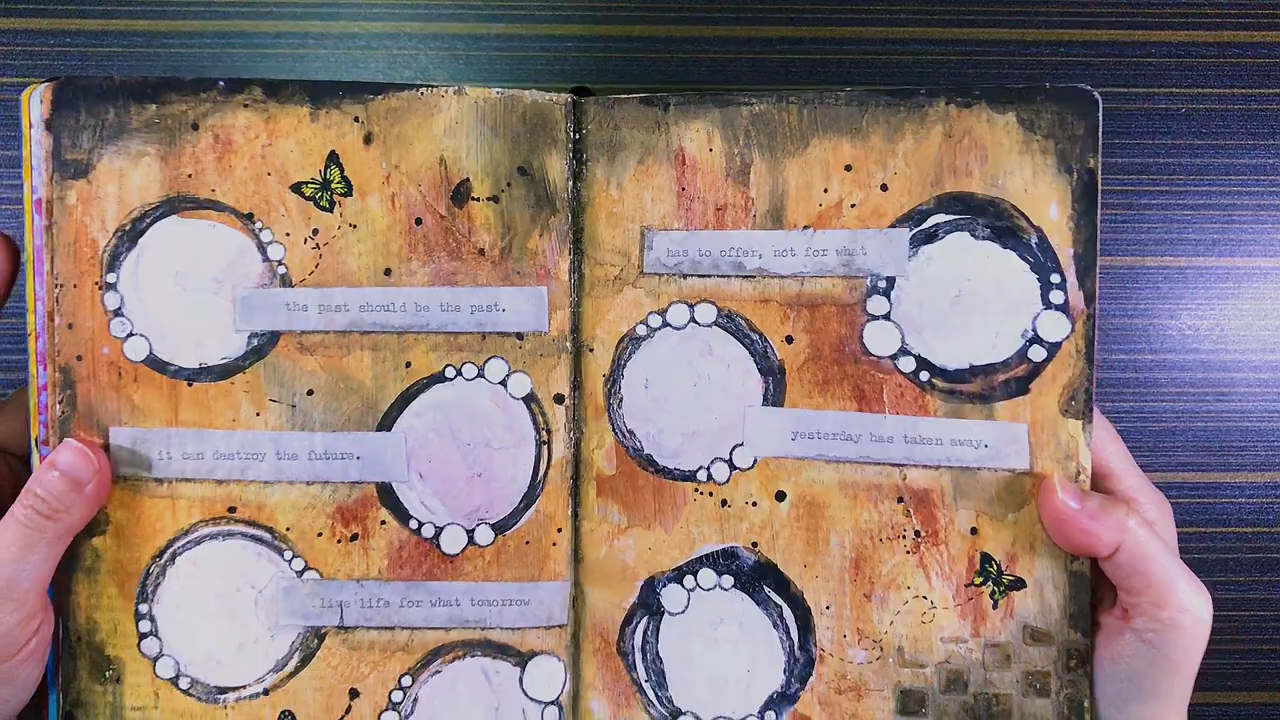 the past should be the past.
it can destroy the future.
live life for what tomorrow
has to offer, not for what
yesterday has taken away.